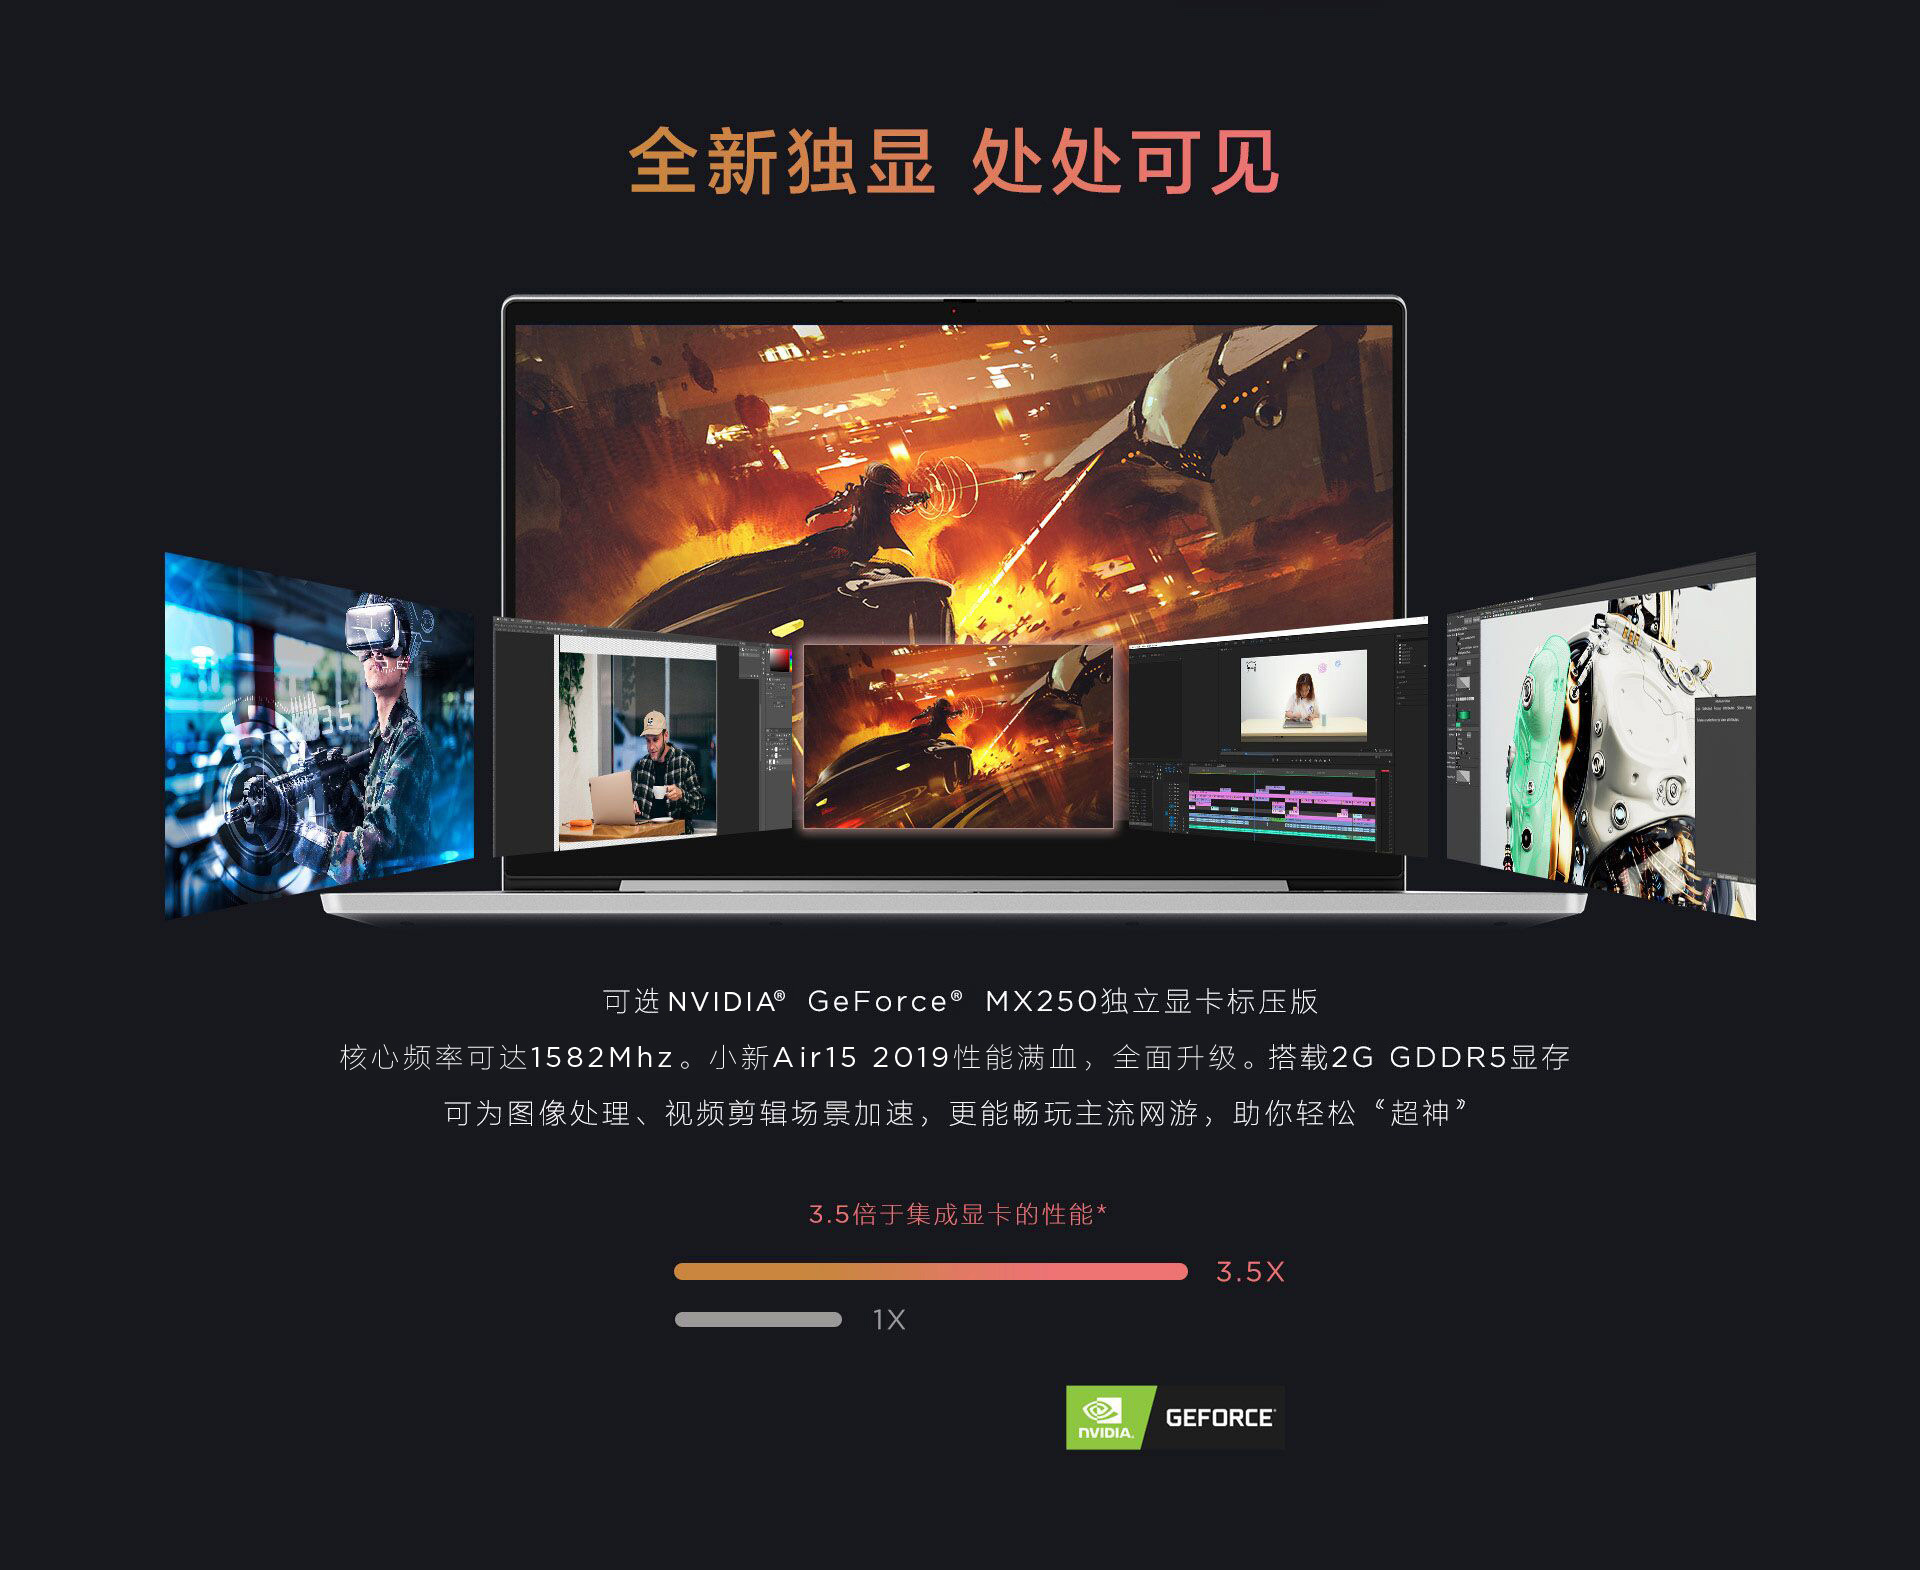 全新独显 处处可见
可选NVIDIA® GeForce® MX250独立显卡标压版
核心频率可达1582Mhz。小新Air15 2019性能满血，全面升级。搭载2G GDDR5显存
可为图像处理、视频剪辑场景加速，更能畅玩主流网游，助你轻松“超神”
3.5倍于集成显卡的性能*
3.5X
1X
NVIDIA.
GEFORCE